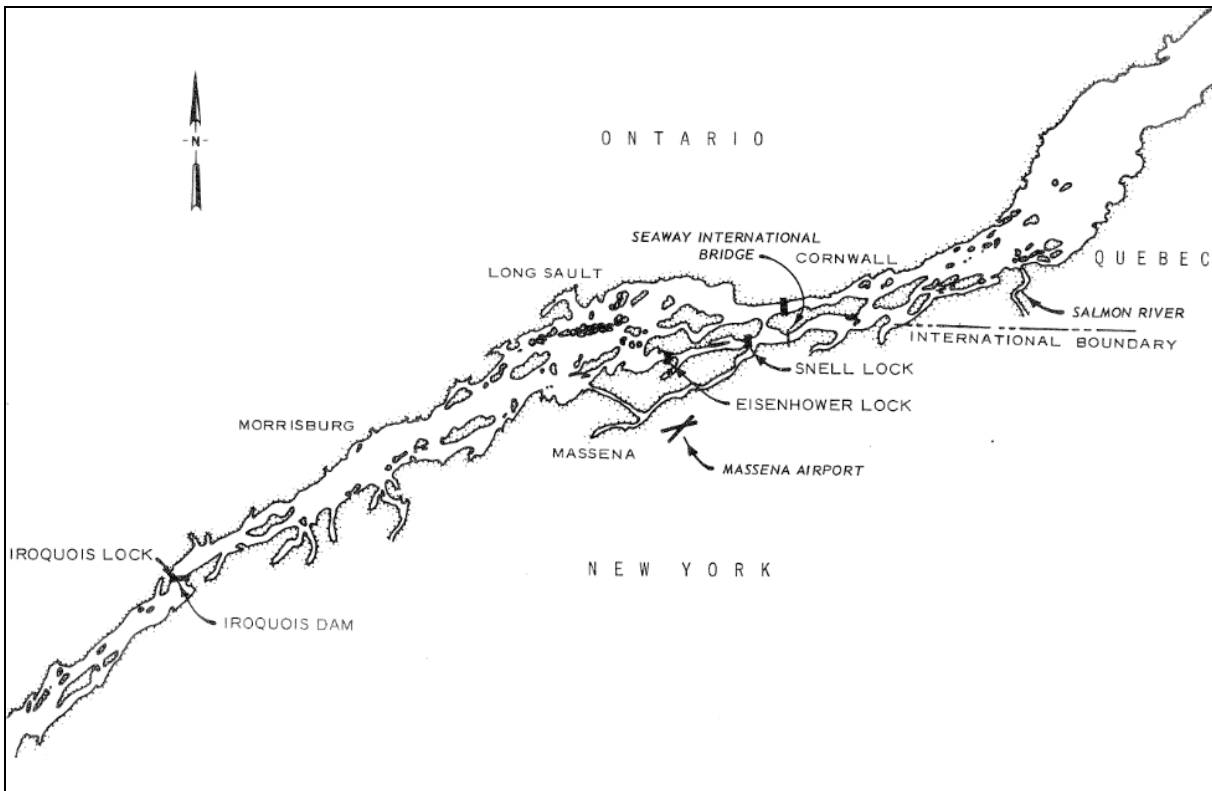 N
ONTARIO
SEAWAY INTERNATIONAL
BRIDGE
CORNWALL
QUEBEC
LONG SAULT
SALMON RIVER
INTERNATIONAL BOUNDARY
SNELL LOCK
EISENHOWER LOCK
MORRISBURG
MASSENA
MASSENA AIRPORT
IROQUOIS LOCK
NEW YORK
IROQUOIS DAM